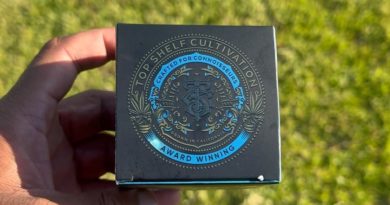 TOP SHELF CULTIVATION
CRAFTED FOR CONNOISSEURS
AWARD WINNING